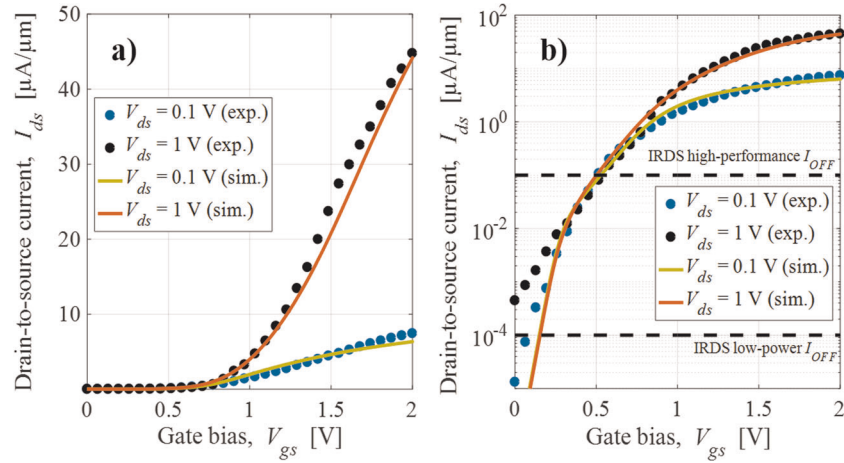 a)
50
40
30
20
10
Drain-to-source current, I_ds [µA/µm]
V_ds = 0.1 V (exp.)
V_ds = 1 V (exp.)
V_ds = 0.1 V (sim.)
V_ds = 1 V (sim.)
0 0.5 1 1.5 2
Gate bias, V_gs [V]
b)
10^2
10^0
10^-2
10^-4
Drain-to-source current, I_ds [µA/µm]
IRDS high-performance I_OFF
V_ds = 0.1 V (exp.)
V_ds = 1 V (exp.)
V_ds = 0.1 V (sim.)
V_ds = 1 V (sim.)
IRDS low-power I_OFF
0 0.5 1 1.5 2
Gate bias, V_gs [V]